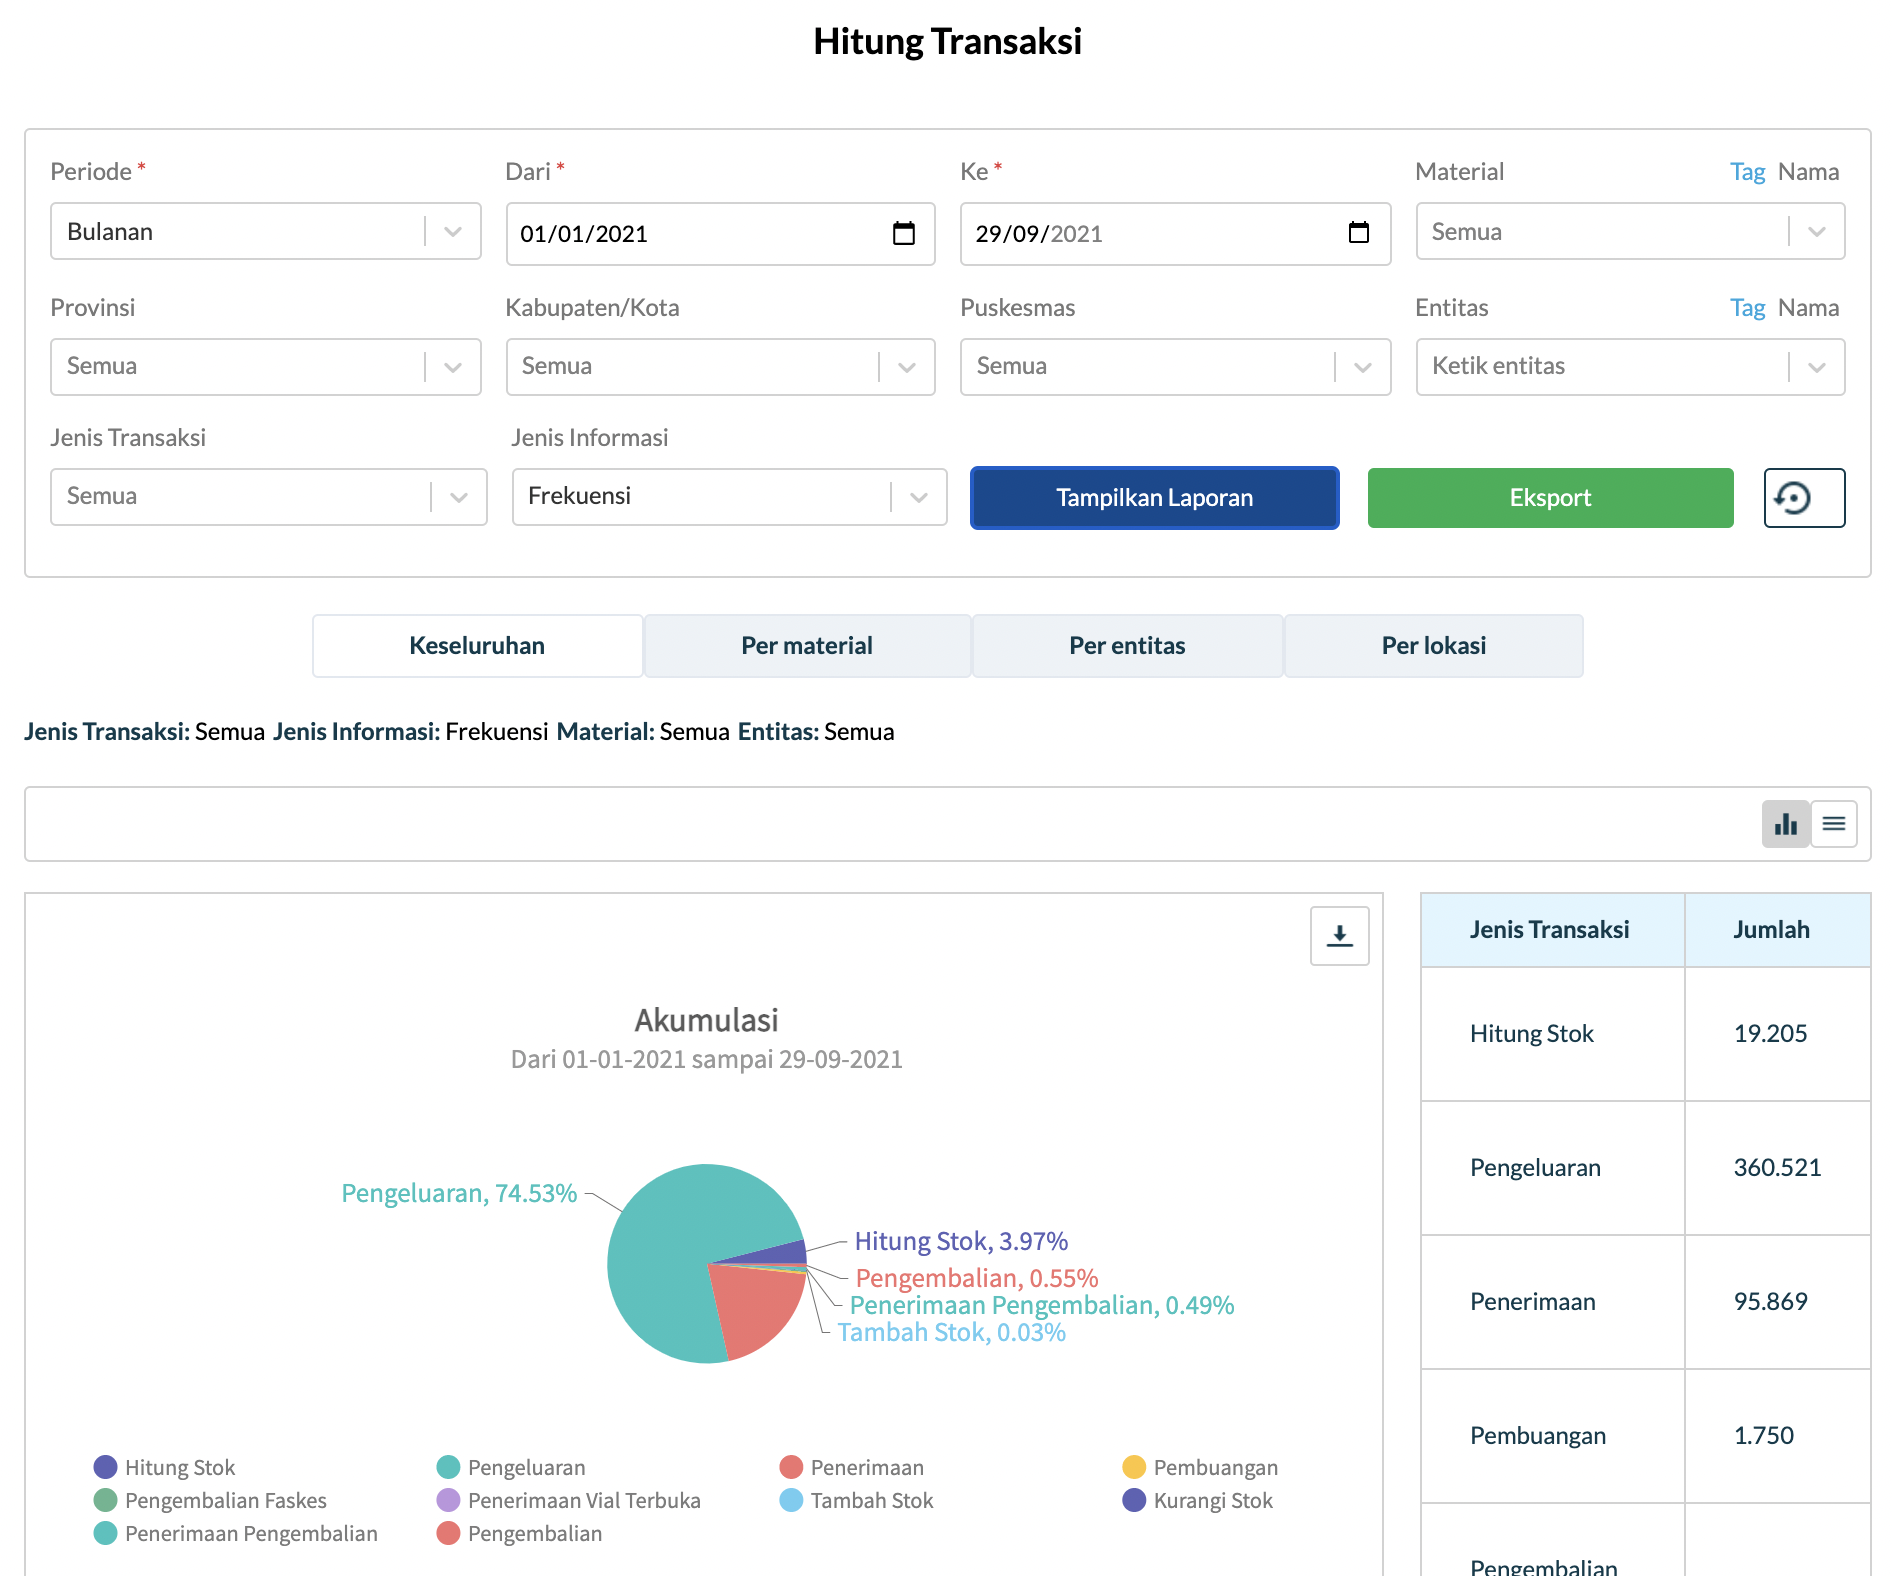 Hitung Transaksi
Periode * Dari * Ke * Material Tag Nama
Bulanan 01/01/2021 29/09/2021 Semua
Provinsi Kabupaten/Kota Puskesmas Entitas Tag Nama
Semua Semua Semua Ketik entitas
Jenis Transaksi Jenis Informasi
Semua Frekuensi Tampilkan Laporan Eksport
Keseluruhan Per material Per entitas Per lokasi
Jenis Transaksi: Semua Jenis Informasi: Frekuensi Material: Semua Entitas: Semua
Akumulasi
Dari 01-01-2021 sampai 29-09-2021
Pengeluaran, 74.53%
Hitung Stok, 3.97%
Pengembalian, 0.55%
Penerimaan Pengembalian, 0.49%
Tambah Stok, 0.03%
Hitung Stok Pengeluaran Penerimaan Pembuangan
Pengembalian Faskes Penerimaan Vial Terbuka Tambah Stok Kurangi Stok
Penerimaan Pengembalian Pengembalian
Jenis Transaksi Jumlah
Hitung Stok 19.205
Pengeluaran 360.521
Penerimaan 95.869
Pembuangan 1.750
Pengembalian